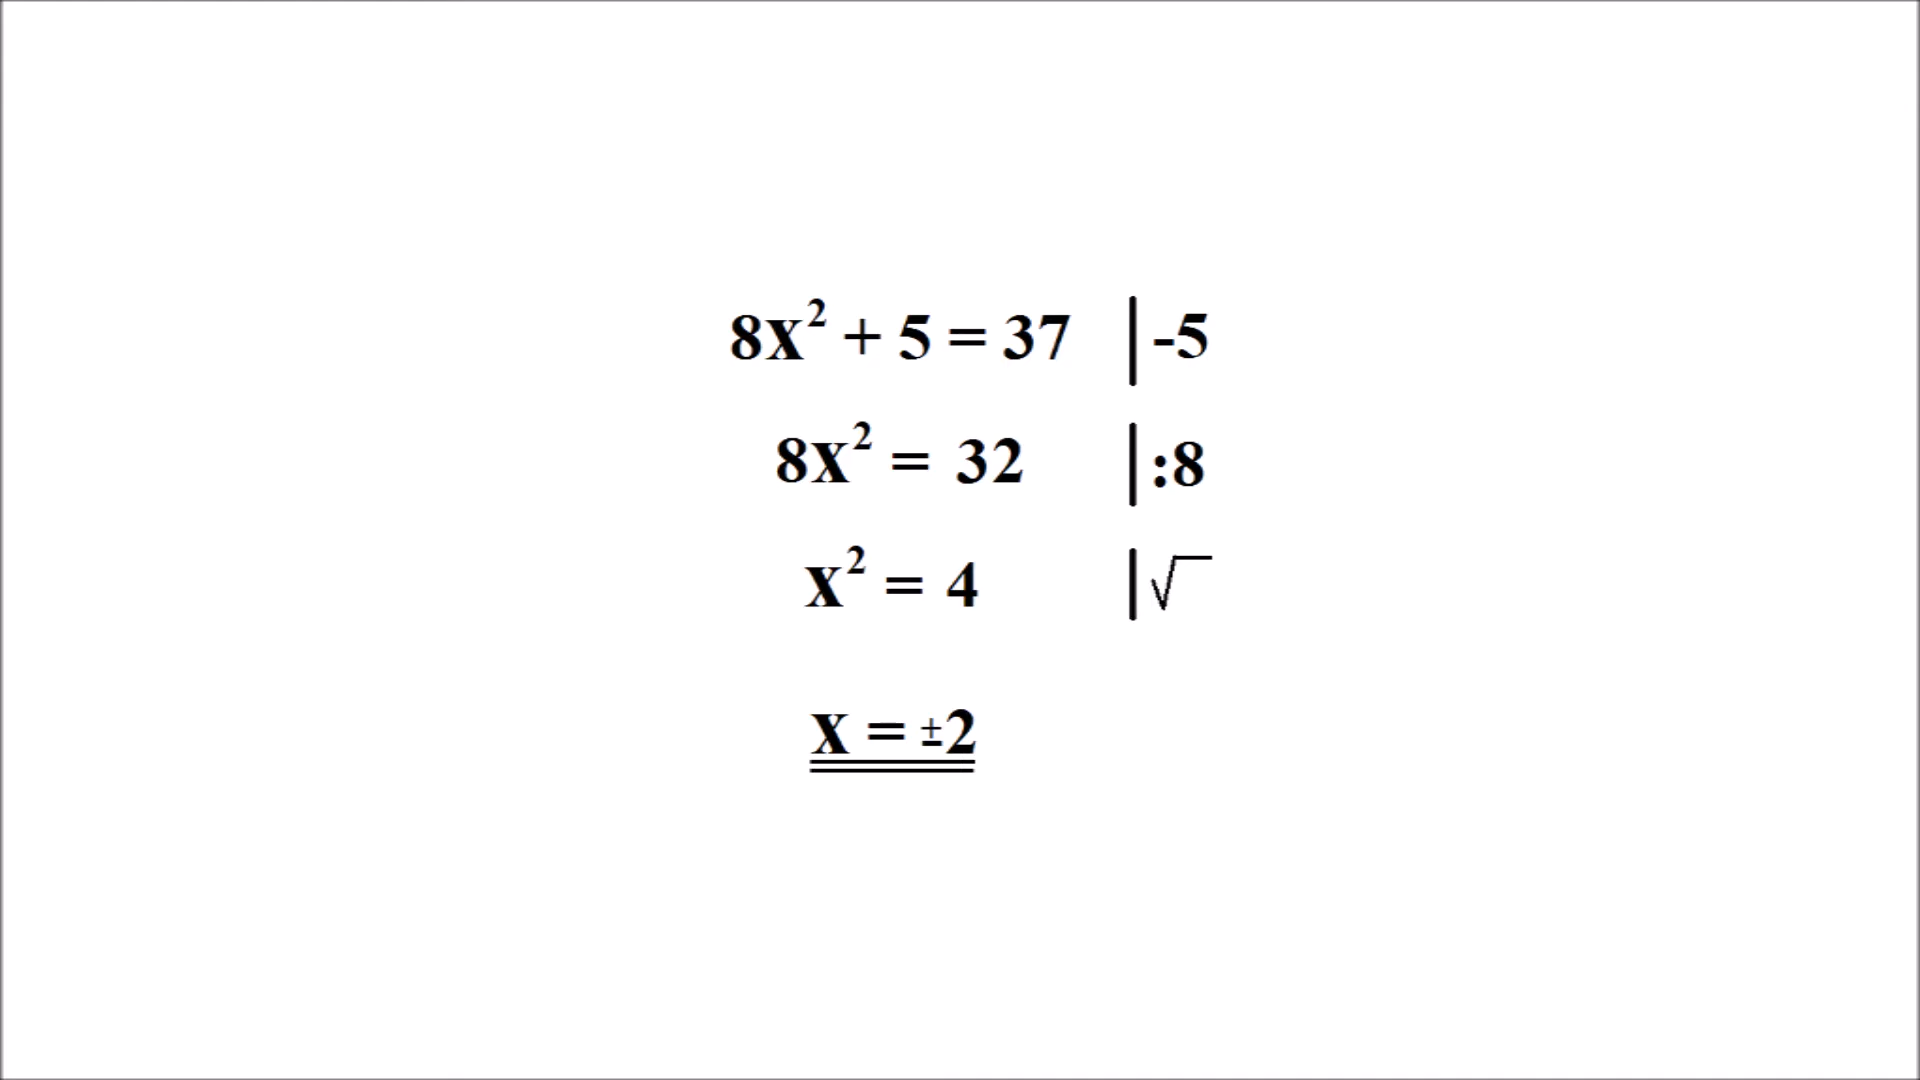 8x² + 5 = 37 |-5
8x² = 32 |:8
x² = 4 |√
x = ±2